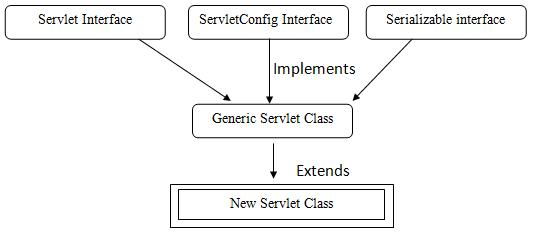 Servlet Interface
ServletConfig Interface
Serializable interface
Implements
Generic Servlet Class
Extends
New Servlet Class